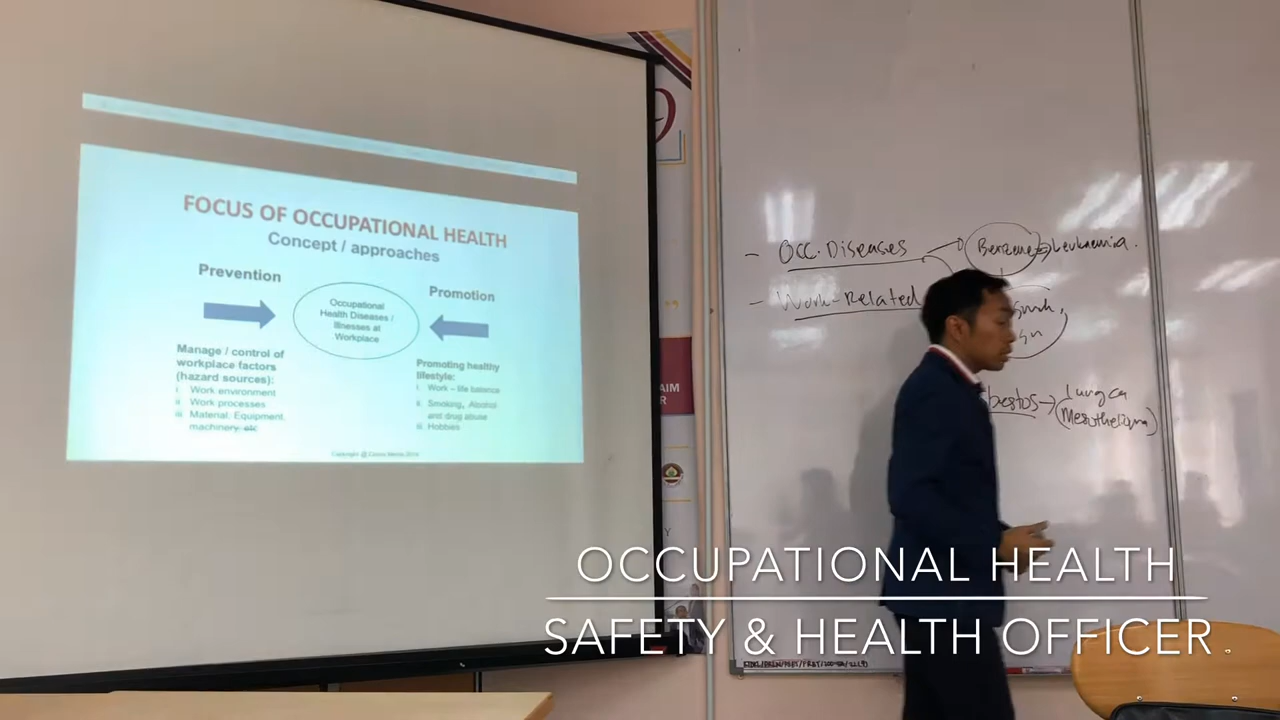 FOCUS OF OCCUPATIONAL HEALTH
Concept / approaches
Prevention
Promotion
Occupational
Health Diseases /
Illnesses at
Workplace
Manage / control of
workplace factors
(hazard sources):
i Work environment
ii Work processes
iii. Material, Equipment,
machinery etc
Promoting healthy
lifestyle:
i. Work – life balance
ii. Smoking, Alcohol
and drug abuse
iii. Hobbies
- Occ. Diseases
Benzene
Leukaemia.
- Work-Related
bestos → Lung Ca
(Mesothelioma)
OCCUPATIONAL HEALTH
SAFETY & HEALTH OFFICER